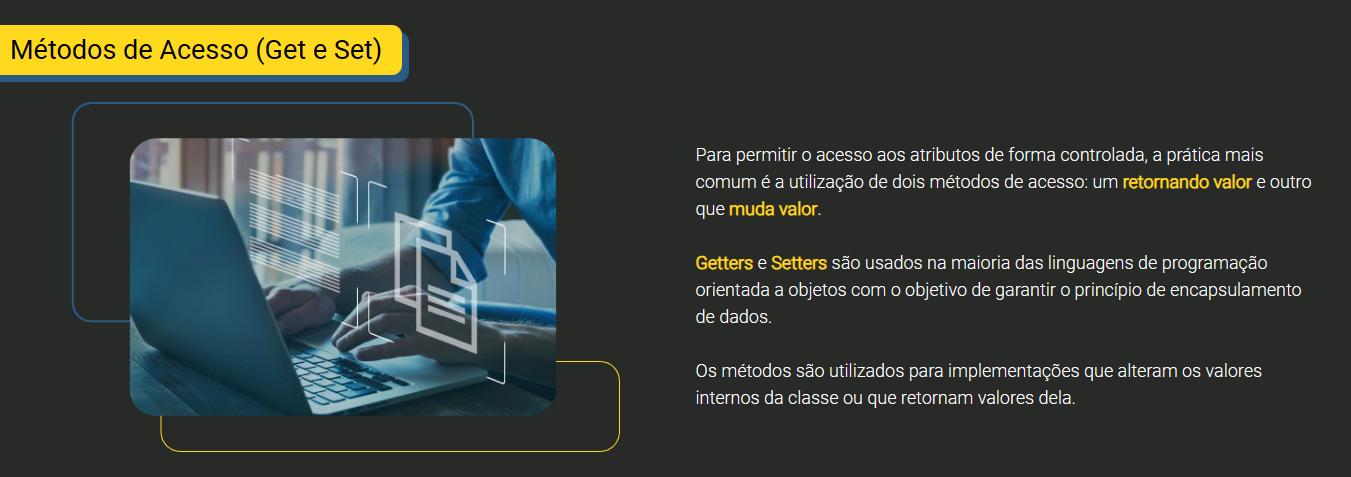 Métodos de Acesso (Get e Set)
Para permitir o acesso aos atributos de forma controlada, a prática mais
comum é a utilização de dois métodos de acesso: um retornando valor e outro
que muda valor.
Getters e Setters são usados na maioria das linguagens de programação
orientada a objetos com o objetivo de garantir o princípio de encapsulamento
de dados.
Os métodos são utilizados para implementações que alteram os valores
internos da classe ou que retornam valores dela.